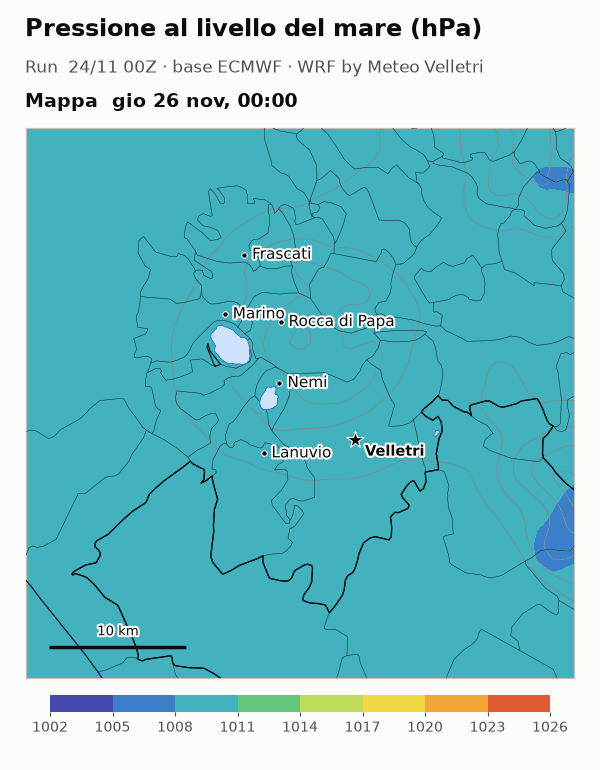 Pressione al livello del mare (hPa)
Run  24/11 00Z · base ECMWF · WRF by Meteo Velletri
Mappa  gio 26 nov, 00:00
Frascati
Marino
Rocca di Papa
Nemi
Velletri
Lanuvio
10 km
1002 1005 1008 1011 1014 1017 1020 1023 1026